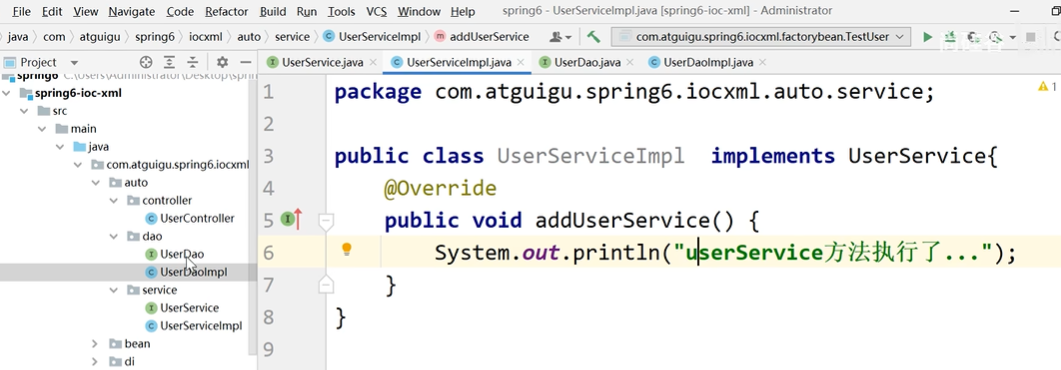 File Edit View Navigate Code Refactor Build Run Tools VCS Window Help spring6 - UserServiceImpl.java [spring6-ioc-xml] - Administrator
java com atguigu spring6 iocxml auto service UserServiceImpl addUserService com.atguigu.spring6.iocxml.factorybean.TestUser
Project
UserService.java UserServiceImpl.java UserDao.java UserDaoImpl.java
spring6 C:\Users\Administrator\Desktop\spring6
spring6-ioc-xml
src
main
java
com.atguigu.spring6.iocxml
auto
controller
UserController
dao
UserDao
UserDaoImpl
service
UserService
UserServiceImpl
bean
di
1 package com.atguigu.spring6.iocxml.auto.service;
1
2
3 public class UserServiceImpl  implements UserService{
4 @Override
5 public void addUserService() {
6 System.out.println("userService方法执行了...");
7 }
8 }
9